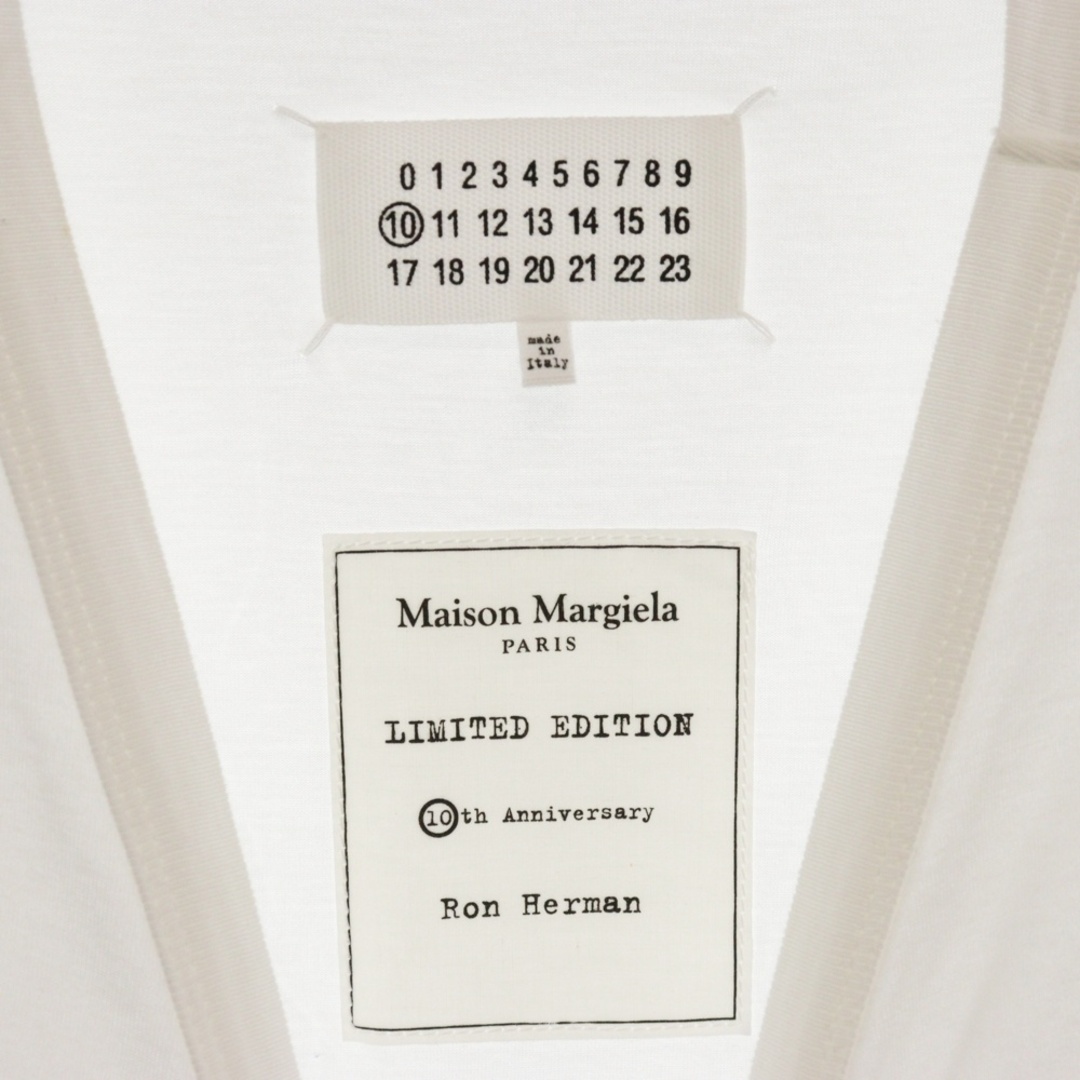 0 1 2 3 4 5 6 7 8 9
10 11 12 13 14 15 16
17 18 19 20 21 22 23
made
in
Italy
Maison Margiela
PARIS
LIMITED EDITION
10th Anniversary
Ron Herman